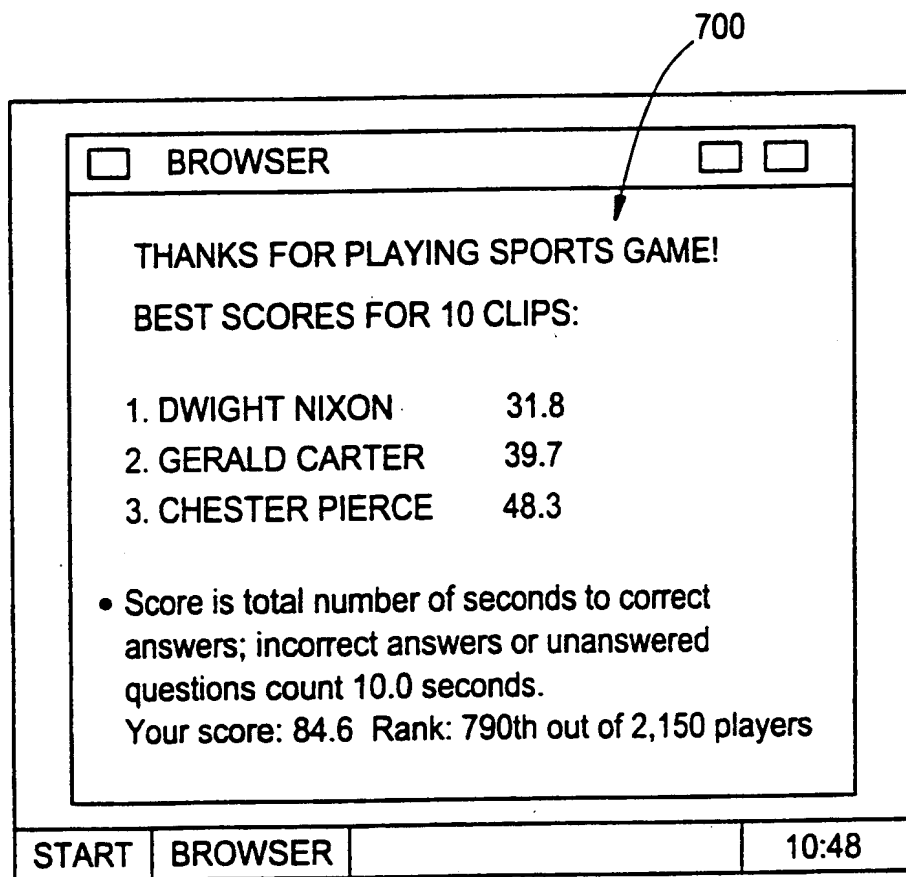 700
BROWSER
THANKS FOR PLAYING SPORTS GAME!
BEST SCORES FOR 10 CLIPS:
1. DWIGHT NIXON 31.8
2. GERALD CARTER 39.7
3. CHESTER PIERCE 48.3
• Score is total number of seconds to correct
answers; incorrect answers or unanswered
questions count 10.0 seconds.
Your score: 84.6 Rank: 790th out of 2,150 players
START BROWSER 10:48